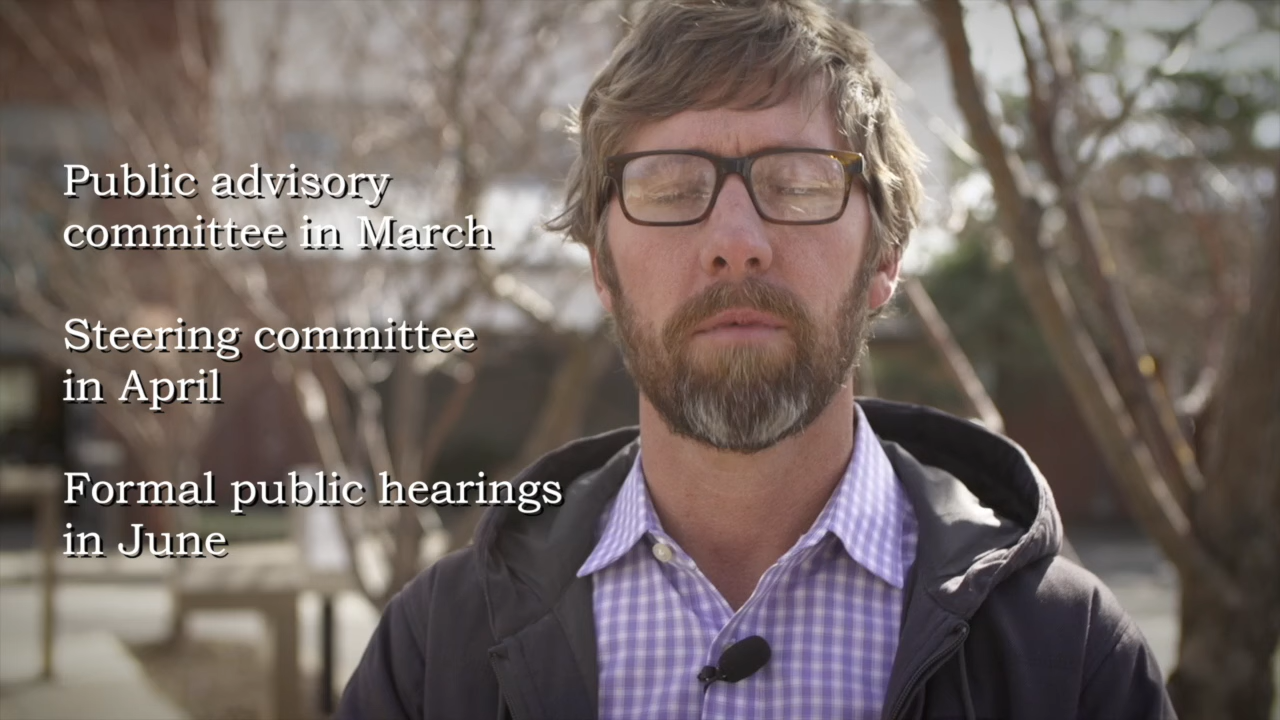 Public advisory
committee in March
Steering committee
in April
Formal public hearings
in June